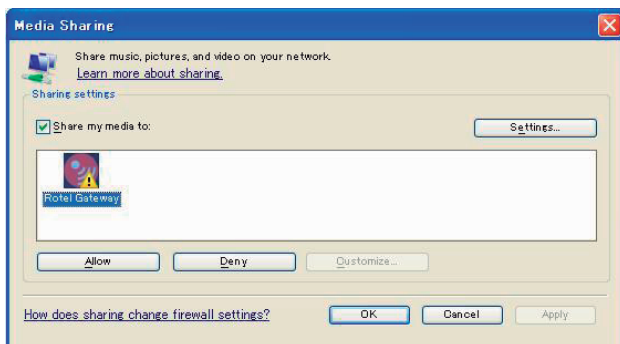 Media Sharing
Share music, pictures, and video on your network.
Learn more about sharing.
Sharing settings
Share my media to:
Settings...
Rotel Gateway
Allow
Deny
Customize...
How does sharing change firewall settings?
OK
Cancel
Apply